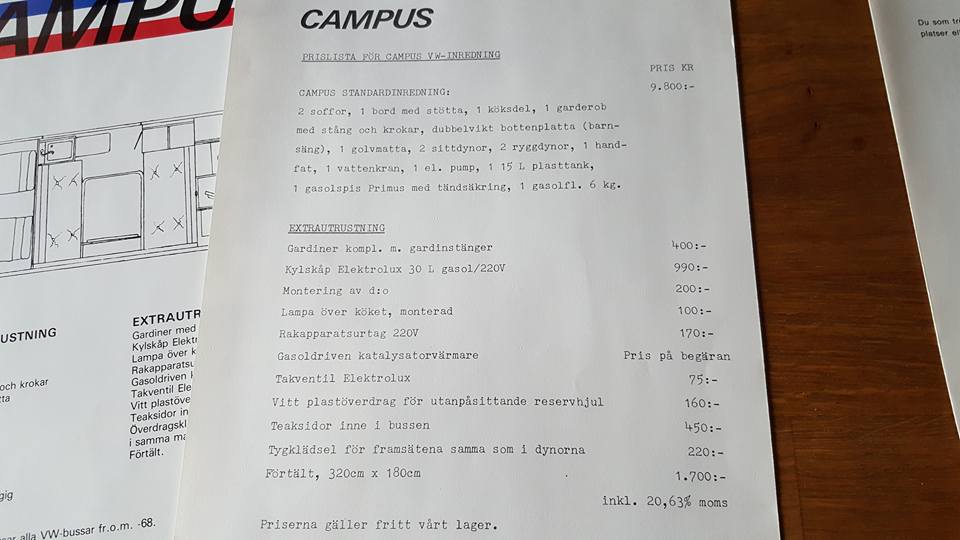 AMPU
USTNING
och krokar
tta
gig
sar alla VW-bussar fr.o.m. -68.
EXTRAUTR
Gardiner med
Kylskåp Elektr
Lampa över k
Rakapparatsu
Gasoldriven k
Takventil Ele
Vitt plastöve
Teaksidor in
Överdragskl
i samma ma
Förtält.
CAMPUS
PRISLISTA FÖR CAMPUS VW-INREDNING
PRIS KR
CAMPUS STANDARDINREDNING: 9.800:-
2 soffor, 1 bord med stötta, 1 köksdel, 1 garderob
med stång och krokar, dubbelvikt bottenplatta (barn-
säng), 1 golvmatta, 2 sittdynor, 2 ryggdynor, 1 hand-
fat, 1 vattenkran, 1 el. pump, 1 15 L plasttank,
1 gasolspis Primus med tändsäkring, 1 gasolfl. 6 kg.
EXTRAUTRUSTNING
Gardiner kompl. m. gardinstänger 400:-
Kylskåp Elektrolux 30 L gasol/220V 990:-
Montering av d:o 200:-
Lampa över köket, monterad 100:-
Rakapparatsurtag 220V 170:-
Gasoldriven katalysatorvärmare Pris på begäran
Takventil Elektrolux 75:-
Vitt plastöverdrag för utanpåsittande reservhjul 160:-
Teaksidor inne i bussen 450:-
Tygklädsel för framsätena samma som i dynorna 220:-
Förtält, 320cm x 180cm 1.700:-
inkl. 20,63% moms
Priserna gäller fritt vårt lager.
Du som tr
platser el